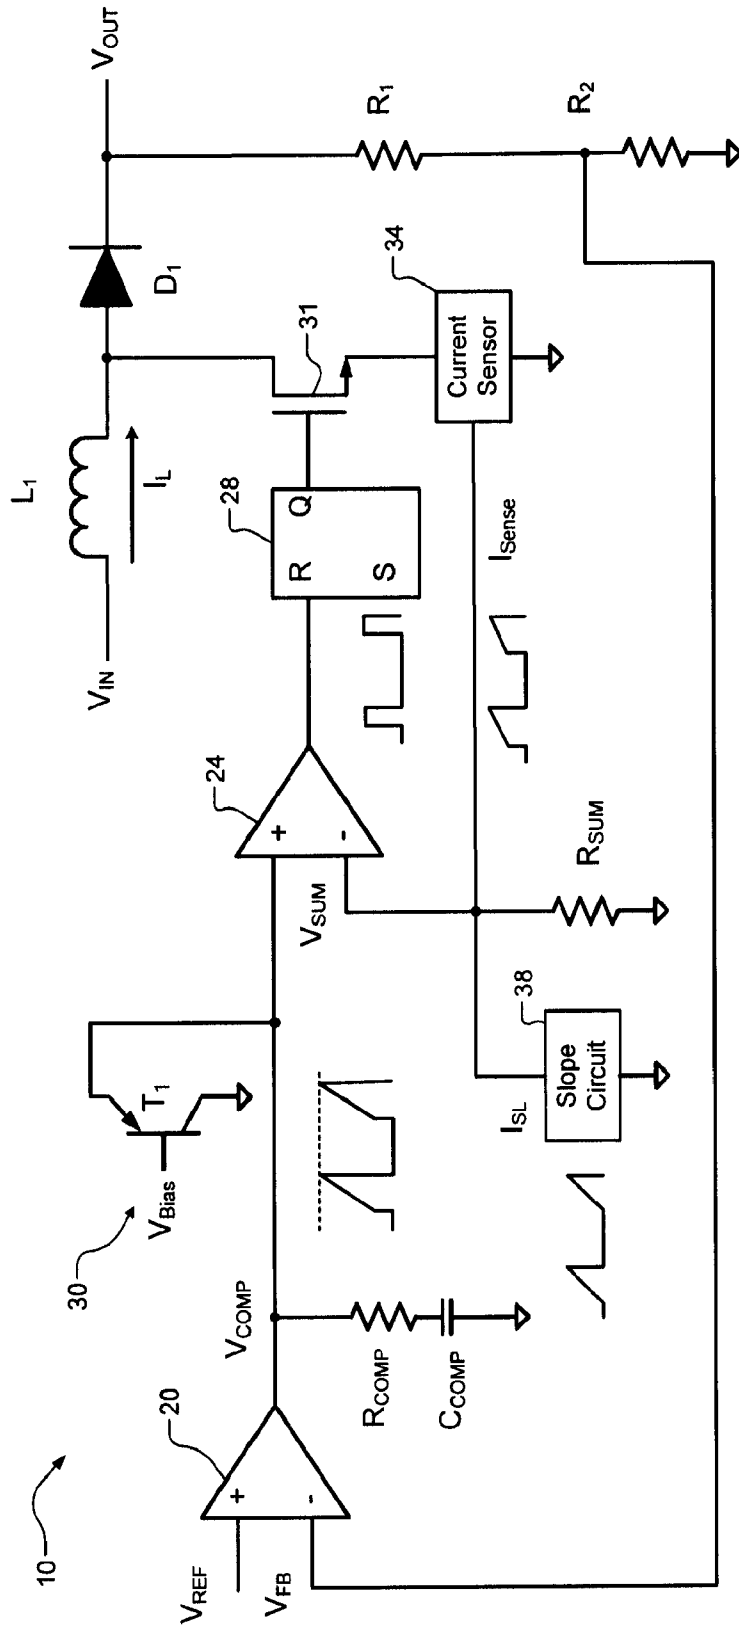 10
V_REF
V_FB
+
-
20
V_COMP
R_COMP
C_COMP
30
V_Bias
T_1
I_SL
38
Slope
Circuit
V_SUM
R_SUM
+
-
24
V_IN
L_1
I_L
R
S
Q
28
31
I_Sense
Current
Sensor
34
D_1
V_OUT
R_1
R_2